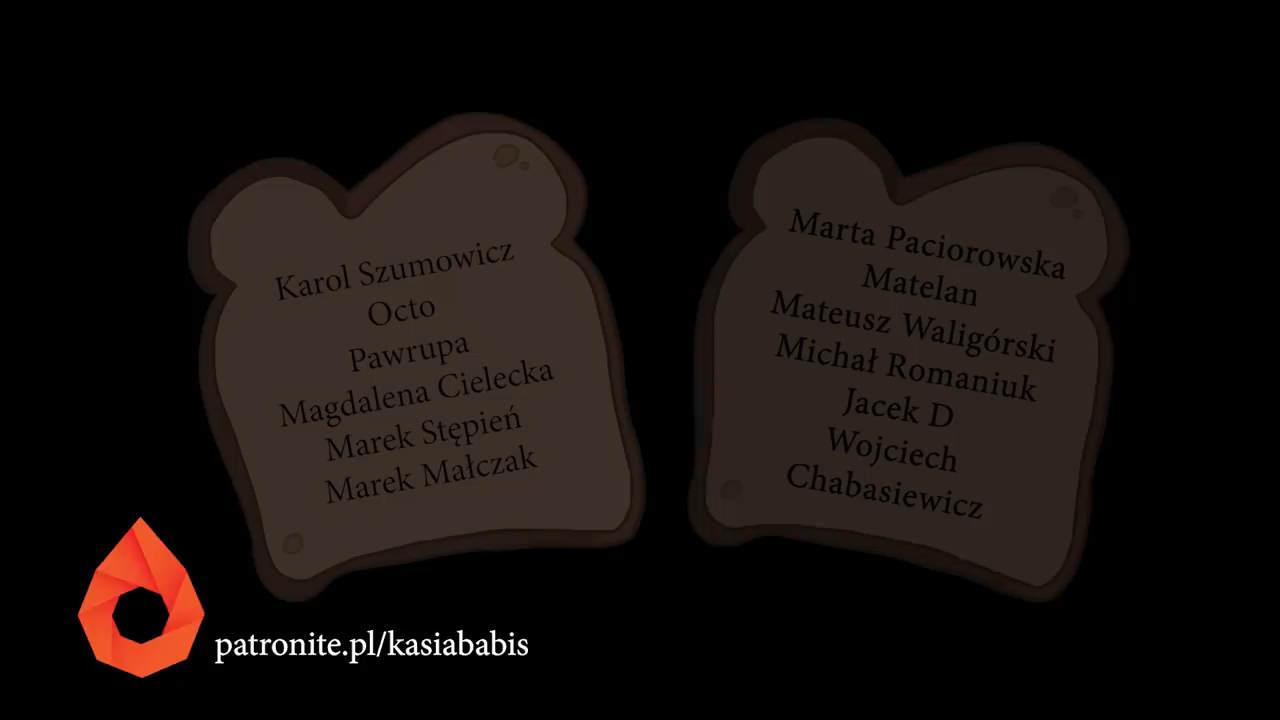 Karol Szumowicz
Octo
Pawrupa
Magdalena Cielecka
Marek Stępień
Marek Małczak
Marta Paciorowska
Matelan
Mateusz Waligórski
Michał Romaniuk
Jacek D
Wojciech
Chabasiewicz
patronite.pl/kasiababis